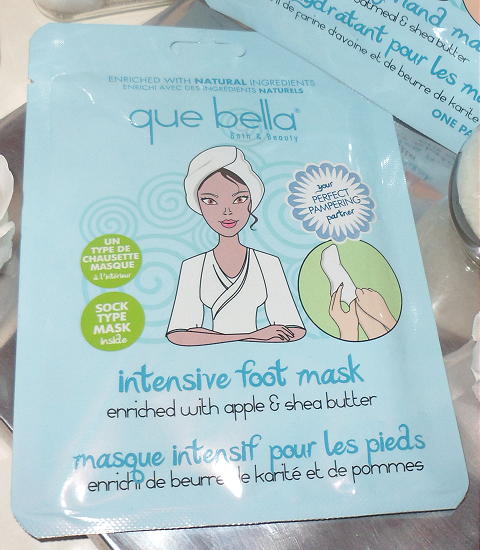 ENRICHED WITH NATURAL INGREDIENTS
ENRICHI AVEC DES INGRÉDIENTS NATURELS
que bella®
Bath & Beauty
your
PERFECT
PAMPERING
partner
UN
TYPE DE
CHAUSETTE
MASQUE
à l'intérieur
SOCK
TYPE
MASK
inside
intensive foot mask
enriched with apple & shea butter
masque intensif pour les pieds
enrichi de beurre de karité et de pommes
hand mask
oatmeal & shea butter
hydratant pour les m
de farine d'avoine et de beurre de karité
ONE PA